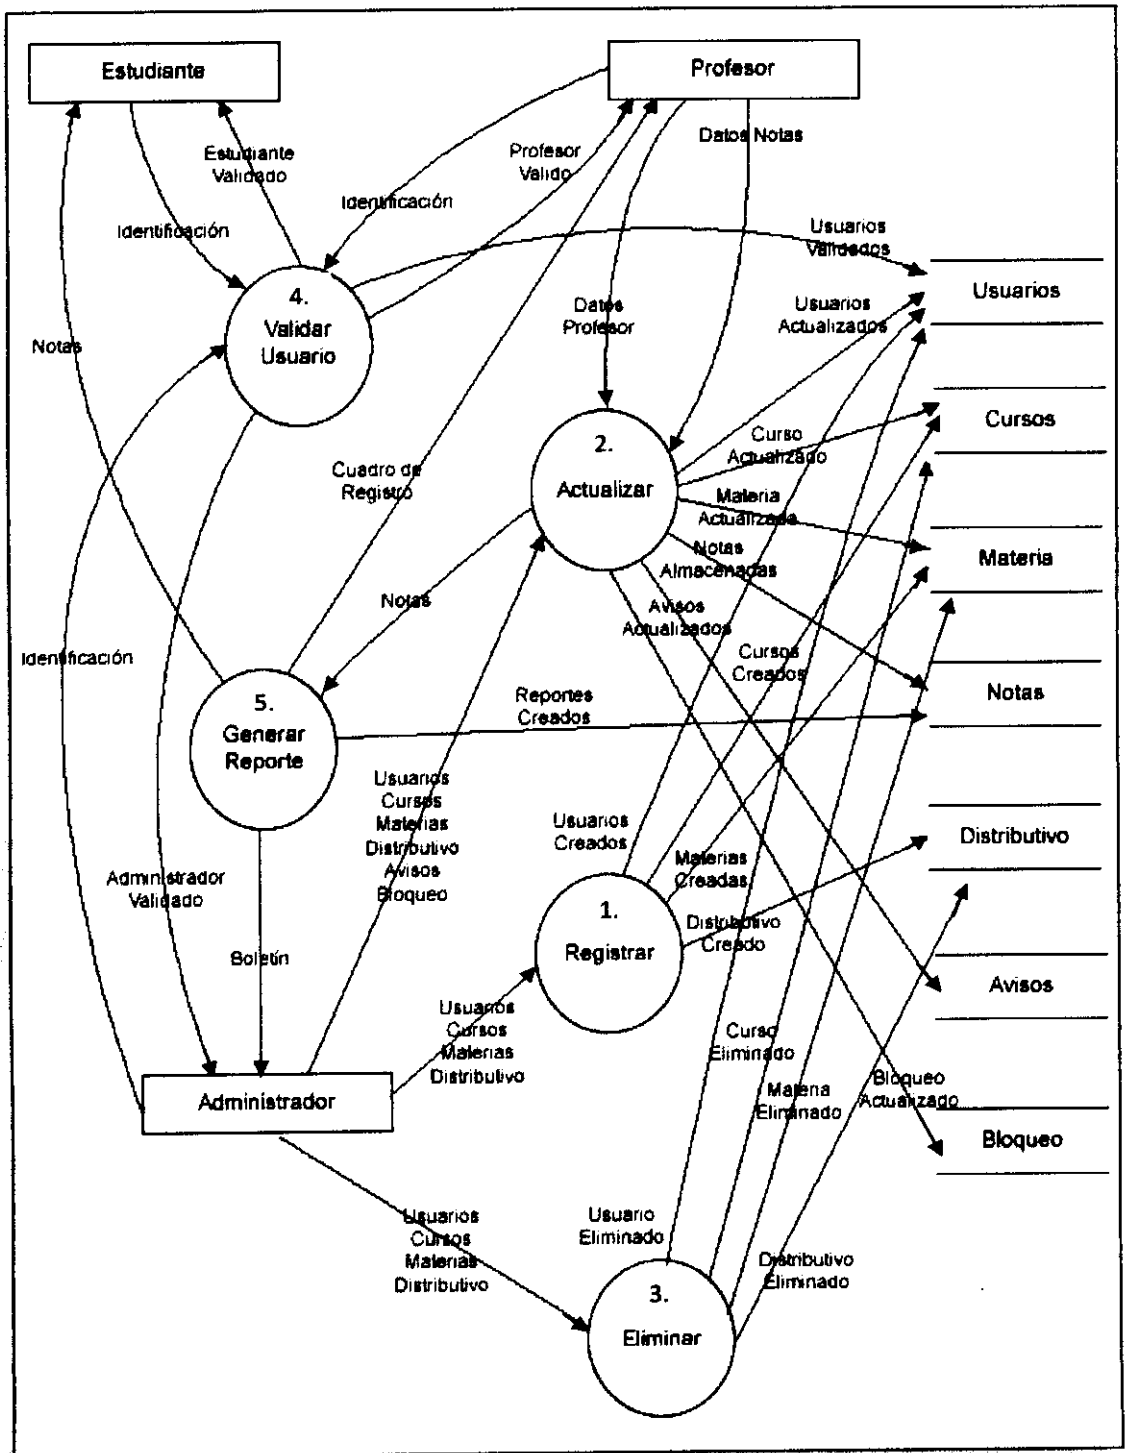 Estudiante
Profesor
Datos Notas
Estudiante
Validado
Profesor
Valido
Identificación
Identificación
Usuarios
Validados
4.
Validar
Usuario
Usuarios
Usuarios
Actualizados
Datos
Profesor
Notas
Cursos
2.
Actualizar
Curso
Actualizado
Cuadro de
Registro
Materia
Actualizada
Materia
Notas
Almacenadas
Notas
Avisos
Actualizados
Identificación
Cursos
Creados
Notas
5.
Generar
Reporte
Reportes
Creados
Usuarios
Cursos
Materias
Distributivo
Avisos
Bloqueo
Usuarios
Creados
Distributivo
Materias
Creadas
Administrador
Validado
1.
Registrar
Distributivo
Creado
Boletín
Avisos
Usuarios
Cursos
Materias
Distributivo
Curso
Eliminado
Administrador
Materia
Eliminado
Bloqueo
Actualizado
Bloqueo
Usuarios
Cursos
Materias
Distributivo
Usuario
Eliminado
Distributivo
Eliminado
3.
Eliminar